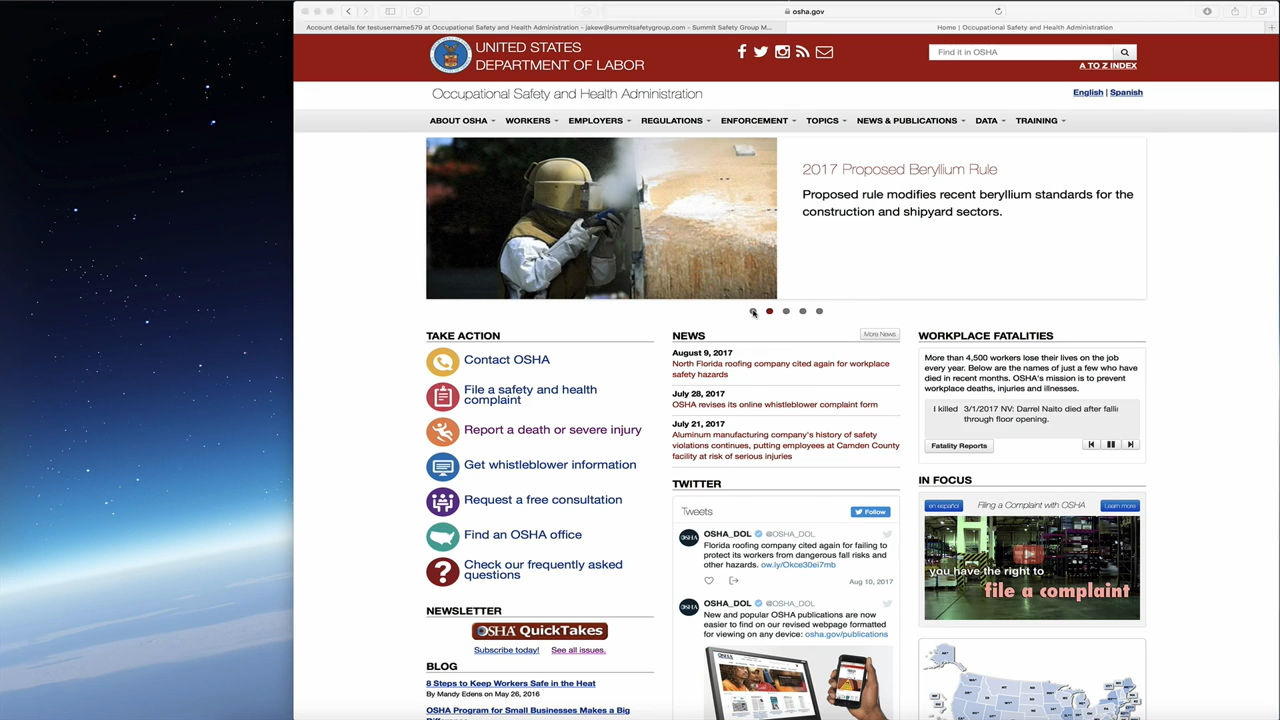 osha.gov
Account details for testusername579 at Occupational Safety and Health Administration - jakew@summitsafetygroup.com - Summit Safety Group M...
Home | Occupational Safety and Health Administration
UNITED STATES
DEPARTMENT OF LABOR
Find it in OSHA
A TO Z INDEX
Occupational Safety and Health Administration
English | Spanish
ABOUT OSHA WORKERS EMPLOYERS REGULATIONS ENFORCEMENT TOPICS NEWS & PUBLICATIONS DATA TRAINING
2017 Proposed Beryllium Rule
Proposed rule modifies recent beryllium standards for the
construction and shipyard sectors.
TAKE ACTION
Contact OSHA
File a safety and health
complaint
Report a death or severe injury
Get whistleblower information
Request a free consultation
Find an OSHA office
Check our frequently asked
questions
NEWSLETTER
OSHA QuickTakes
Subscribe today! See all issues.
BLOG
8 Steps to Keep Workers Safe in the Heat
By Mandy Edens on May 26, 2016
OSHA Program for Small Businesses Makes a Big
NEWS
More News
August 9, 2017
North Florida roofing company cited again for workplace
safety hazards
July 28, 2017
OSHA revises its online whistleblower complaint form
July 21, 2017
Aluminum manufacturing company's history of safety
violations continues, putting employees at Camden County
facility at risk of serious injuries
TWITTER
Tweets
Follow
OSHA_DOL @OSHA_DOL
Florida roofing company cited again for failing to
protect its workers from dangerous fall risks and
other hazards. ow.ly/Okce30ei7mb
Aug 10, 2017
OSHA_DOL @OSHA_DOL
New and popular OSHA publications are now
easier to find on our revised webpage formatted
for viewing on any device: osha.gov/publications
WORKPLACE FATALITIES
More than 4,500 workers lose their lives on the job
every year. Below are the names of just a few who have
died in recent months. OSHA's mission is to prevent
workplace deaths, injuries and illnesses.
I killed 3/1/2017 NV: Darrel Naito died after falli
through floor opening.
Fatality Reports
IN FOCUS
en español Filing a Complaint with OSHA Learn more
you have the right to
file a complaint